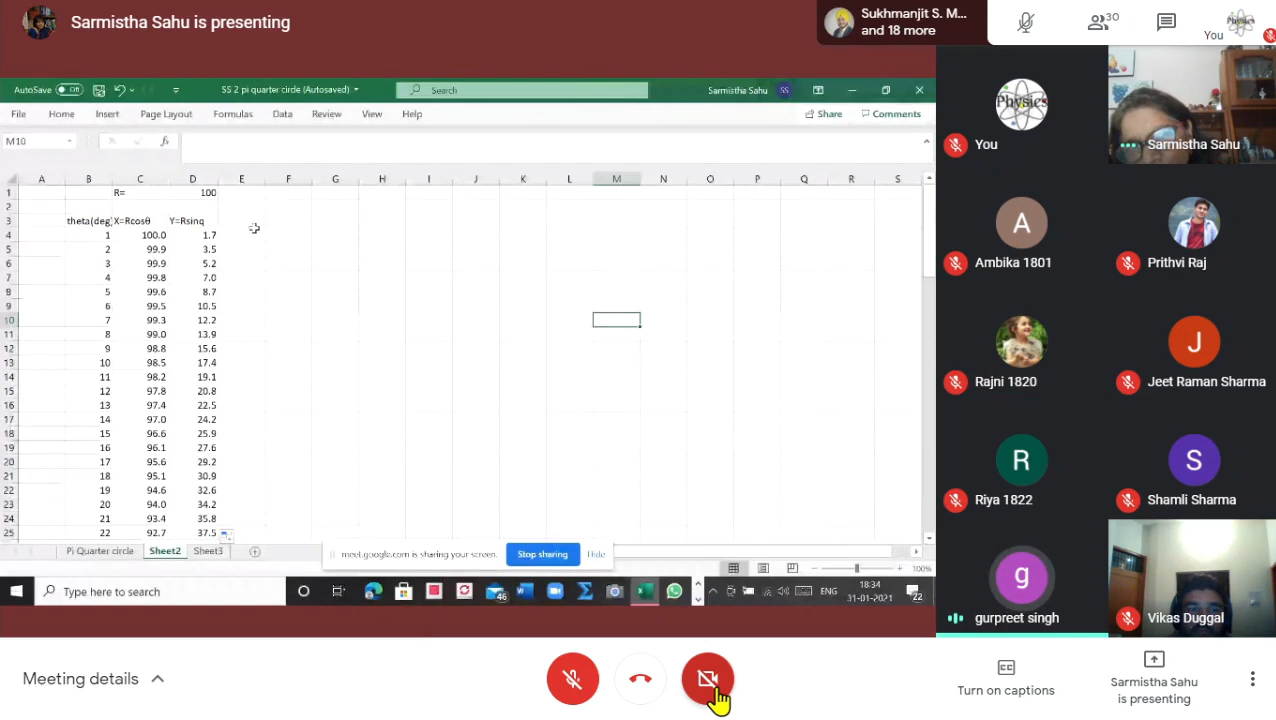 Sarmistha Sahu is presenting
Sukhmanjit S. M...
and 18 more
30
Physics
You
AutoSave Off
SS 2 pi quarter circle (Autosaved)
Search
Sarmistha Sahu SS
File Home Insert Page Layout Formulas Data Review View Help
Share Comments
M10 fx
A B C D E F G H I J K L M N O P Q R S
1 R= 100
2
3 theta(deg) X=Rcosθ Y=Rsinq
4 1 100.0 1.7
5 2 99.9 3.5
6 3 99.9 5.2
7 4 99.8 7.0
8 5 99.6 8.7
9 6 99.5 10.5
10 7 99.3 12.2
11 8 99.0 13.9
12 9 98.8 15.6
13 10 98.5 17.4
14 11 98.2 19.1
15 12 97.8 20.8
16 13 97.4 22.5
17 14 97.0 24.2
18 15 96.6 25.9
19 16 96.1 27.6
20 17 95.6 29.2
21 18 95.1 30.9
22 19 94.6 32.6
23 20 94.0 34.2
24 21 93.4 35.8
25 22 92.7 37.5
Pi Quarter circle Sheet2 Sheet3
meet.google.com is sharing your screen. Stop sharing Hide
100%
Type here to search
46
ENG
18:34
31-01-2021
22
Physics
You
Sarmistha Sahu
A
Ambika 1801
Prithvi Raj
Rajni 1820
J
Jeet Raman Sharma
R
Riya 1822
S
Shamli Sharma
g
gurpreet singh
Vikas Duggal
Meeting details
Turn on captions
Sarmistha Sahu
is presenting